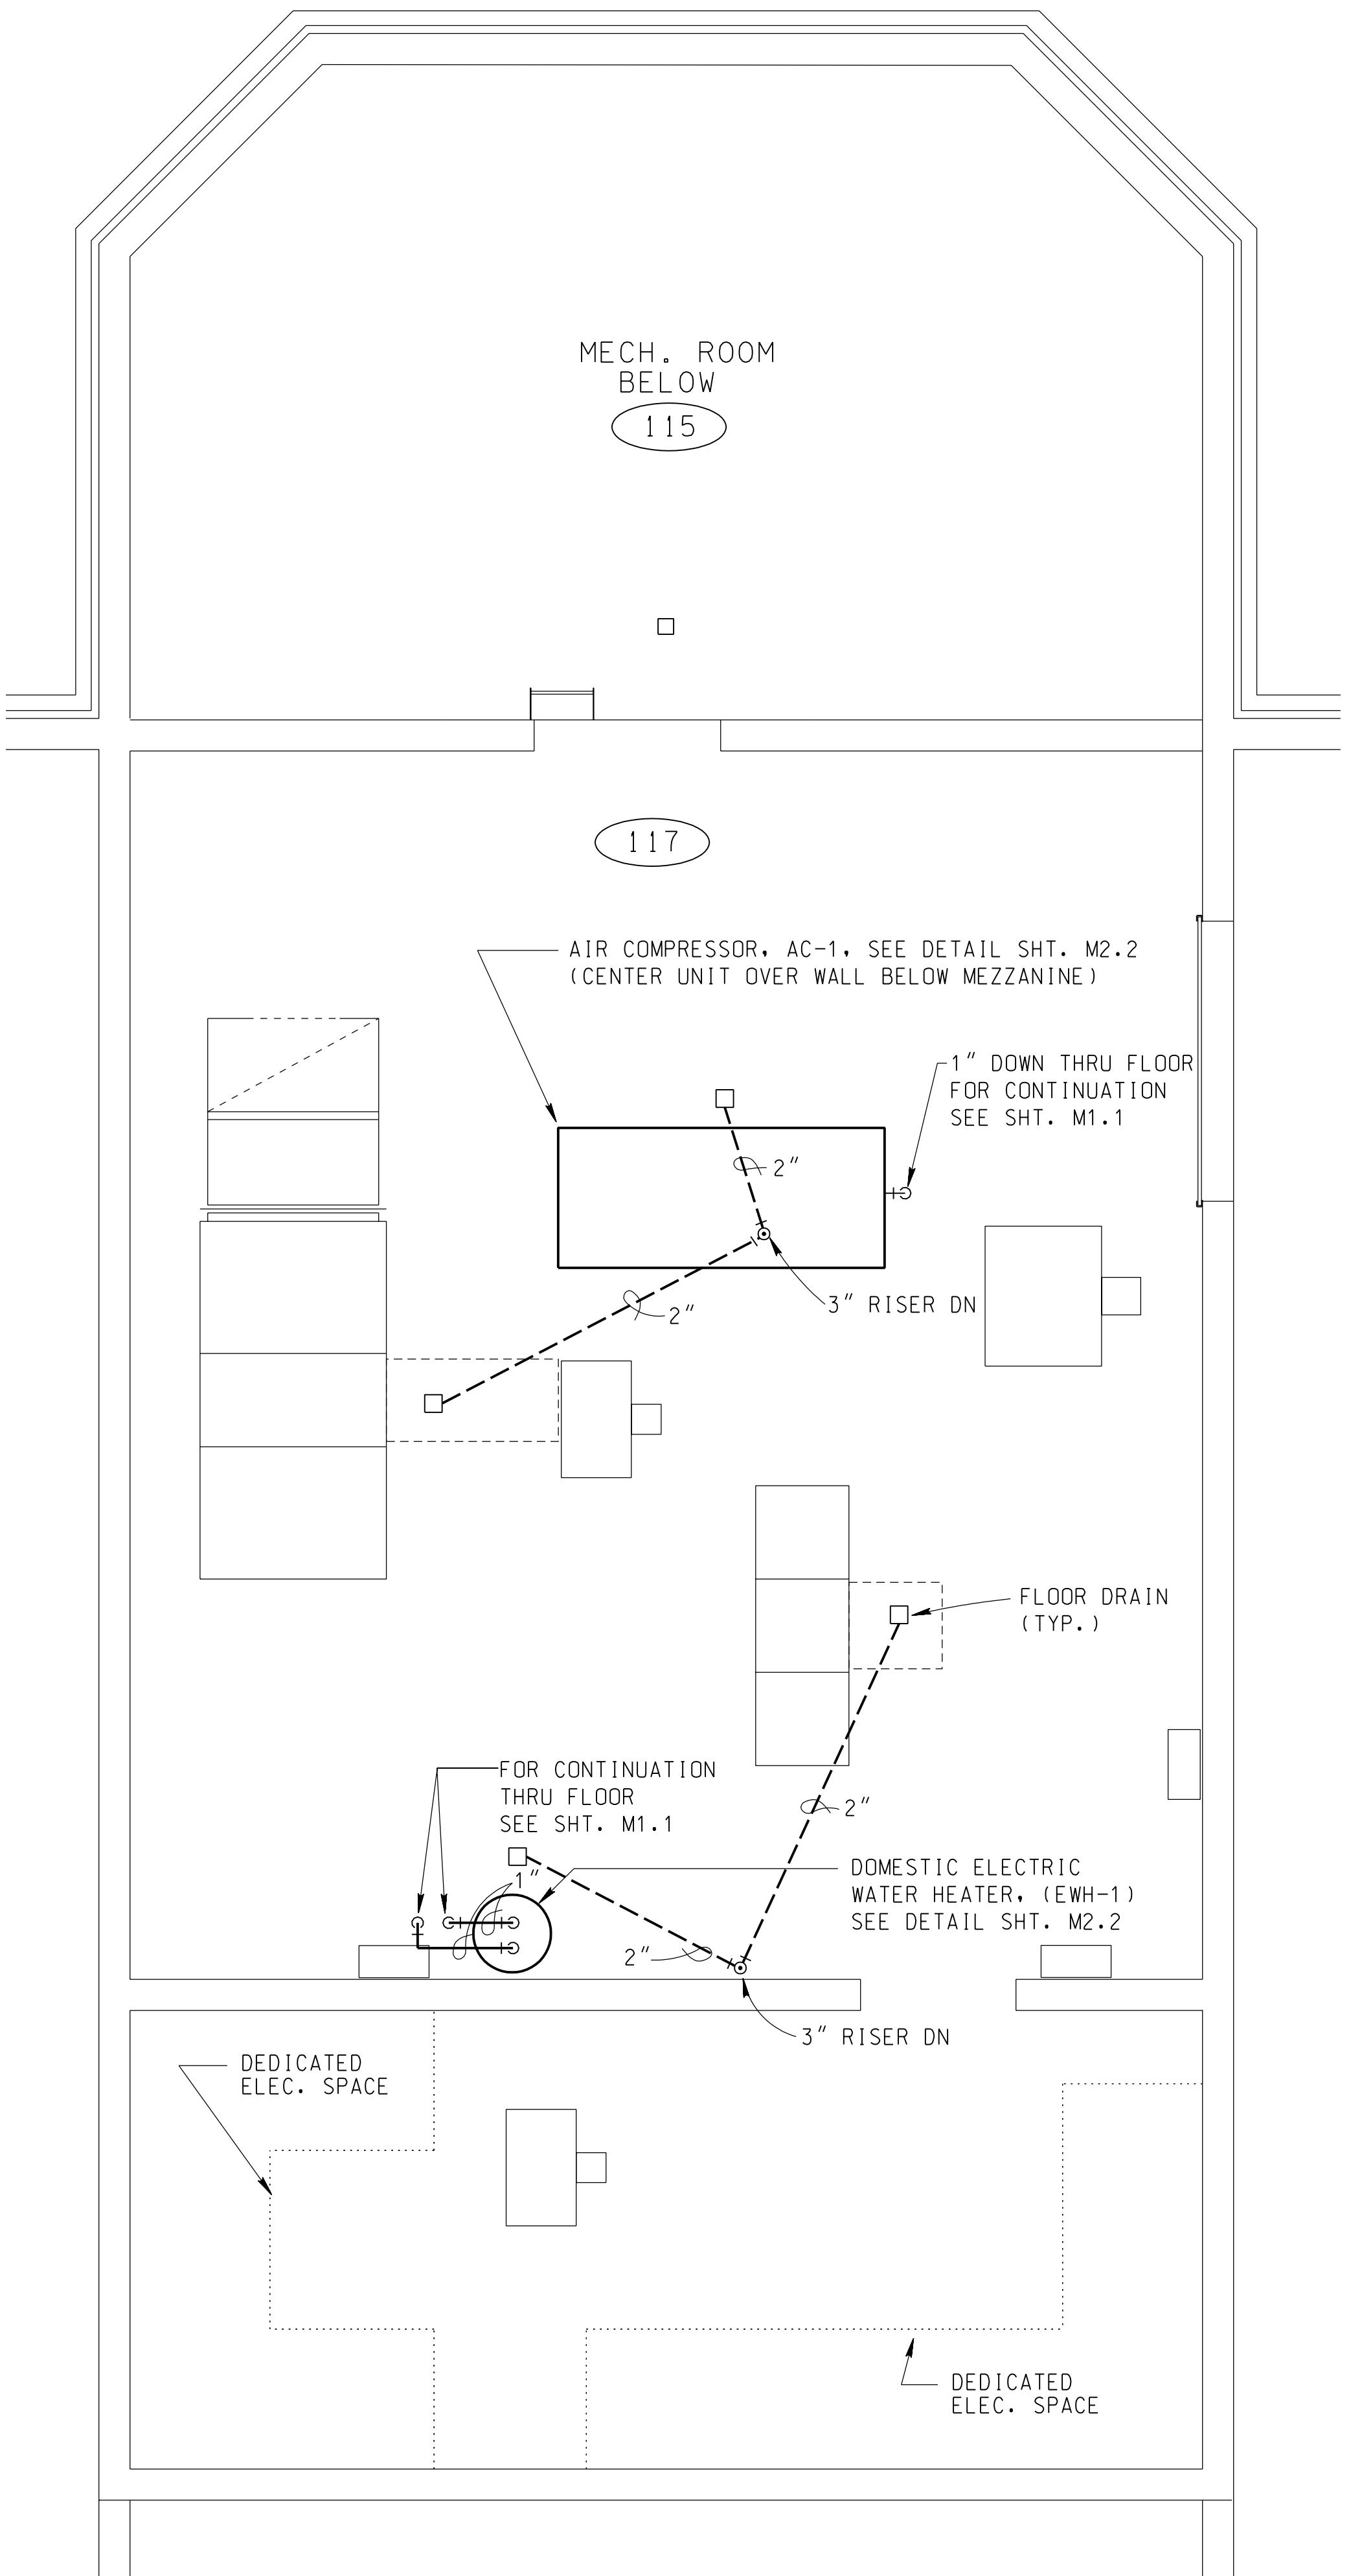 MECH. ROOM
BELOW
115
117
AIR COMPRESSOR, AC-1, SEE DETAIL SHT. M2.2
(CENTER UNIT OVER WALL BELOW MEZZANINE)
1" DOWN THRU FLOOR
FOR CONTINUATION
SEE SHT. M1.1
2"
3" RISER DN
2"
FLOOR DRAIN
(TYP.)
FOR CONTINUATION
THRU FLOOR
SEE SHT. M1.1
2"
1"
DOMESTIC ELECTRIC
WATER HEATER, (EWH-1)
SEE DETAIL SHT. M2.2
2"
3" RISER DN
DEDICATED
ELEC. SPACE
DEDICATED
ELEC. SPACE